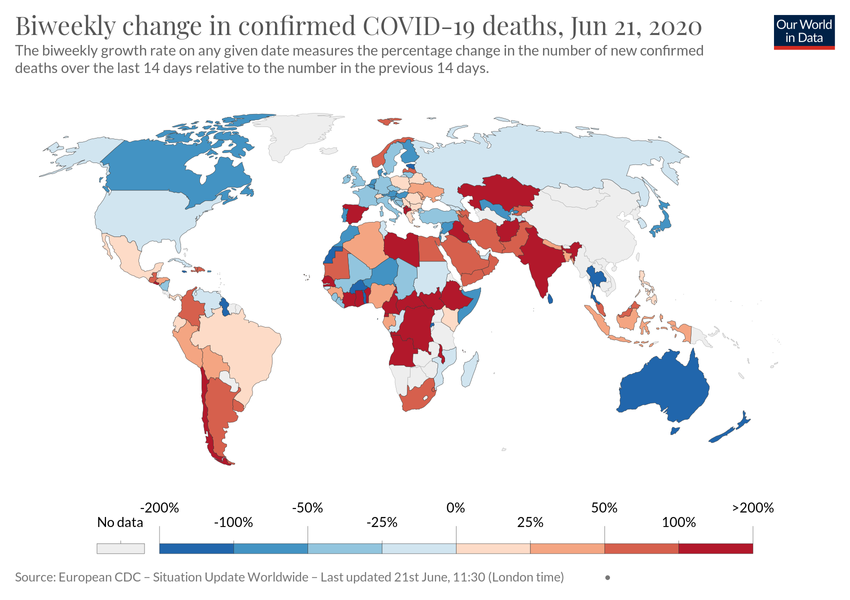 Biweekly change in confirmed COVID-19 deaths, Jun 21, 2020
Our World
in Data
The biweekly growth rate on any given date measures the percentage change in the number of new confirmed
deaths over the last 14 days relative to the number in the previous 14 days.
-200% -50% 0% 50% >200%
No data -100% -25% 25% 100%
Source: European CDC – Situation Update Worldwide – Last updated 21st June, 11:30 (London time)